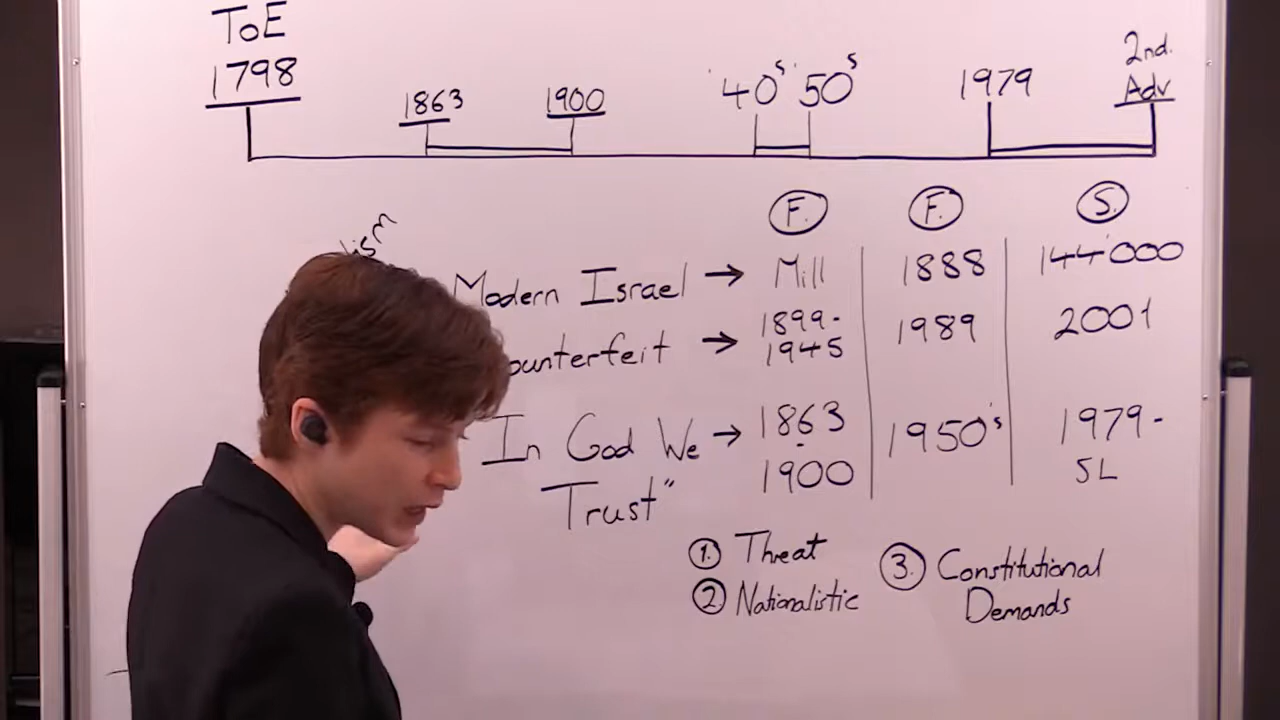 ToE
1798
1863
1900
'40s '50s
1979
2nd.
Adv
F. F. S.
Modern Israel → Mill 1888 144'000
→ 1899-
1945 1989 2001
In God We → 1863
-
1900 1950's 1979-
SL
Trust"
1. Threat
2 Nationalistic
3. Constitutional
Demands